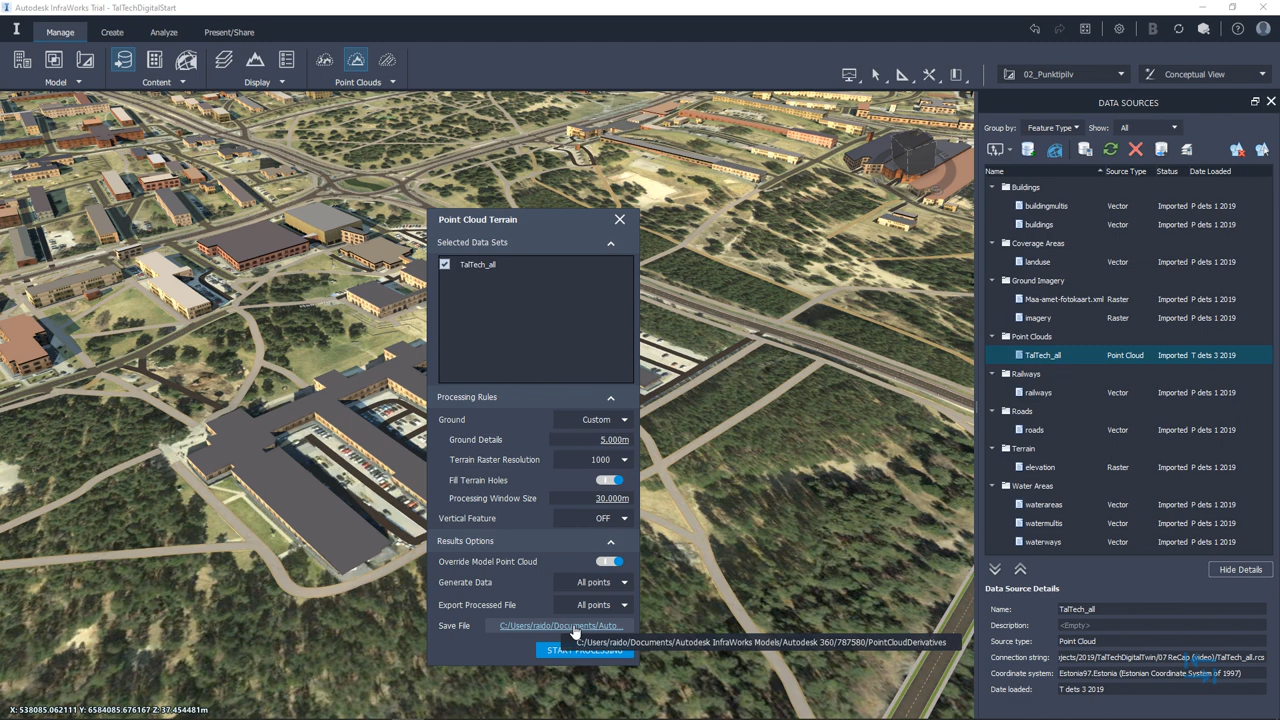 Autodesk InfraWorks Trial - TalTechDigitalStart
Manage Create Analyze Present/Share
Model Content Display Point Clouds
02_Punktipilv Conceptual View
DATA SOURCES
Group by: Feature Type Show: All
Name Source Type Status Date Loaded
Buildings
buildingmultis Vector Imported P dets 1 2019
buildings Vector Imported P dets 1 2019
Coverage Areas
landuse Vector Imported P dets 1 2019
Ground Imagery
Maa-amet-fotokaart.xml Raster Imported P dets 1 2019
imagery Raster Imported P dets 1 2019
Point Clouds
TalTech_all Point Cloud Imported T dets 3 2019
Railways
railways Vector Imported P dets 1 2019
Roads
roads Vector Imported P dets 1 2019
Terrain
elevation Raster Imported P dets 1 2019
Water Areas
waterareas Vector Imported P dets 1 2019
watermultis Vector Imported P dets 1 2019
waterways Vector Imported P dets 1 2019
Hide Details
Data Source Details
Name: TalTech_all
Description: <Empty>
Source type: Point Cloud
Connection string: ojects/2019/TalTechDigitalTwin/07 ReCap (video)/TalTech_all.rcs
Coordinate system: Estonia97.Estonia (Estonian Coordinate System of 1997)
Date loaded: T dets 3 2019
Point Cloud Terrain
Selected Data Sets
TalTech_all
Processing Rules
Ground Custom
Ground Details 5.000m
Terrain Raster Resolution 1000
Fill Terrain Holes
Processing Window Size 30.000m
Vertical Feature OFF
Results Options
Override Model Point Cloud
Generate Data All points
Export Processed File All points
Save File C:/Users/raido/Documents/Auto...
C:/Users/raido/Documents/Autodesk InfraWorks Models/Autodesk 360/787580/PointCloudDerivatives
START PROCESSING
X: 538085.062111 Y: 6584085.676167 Z: 37.454481m